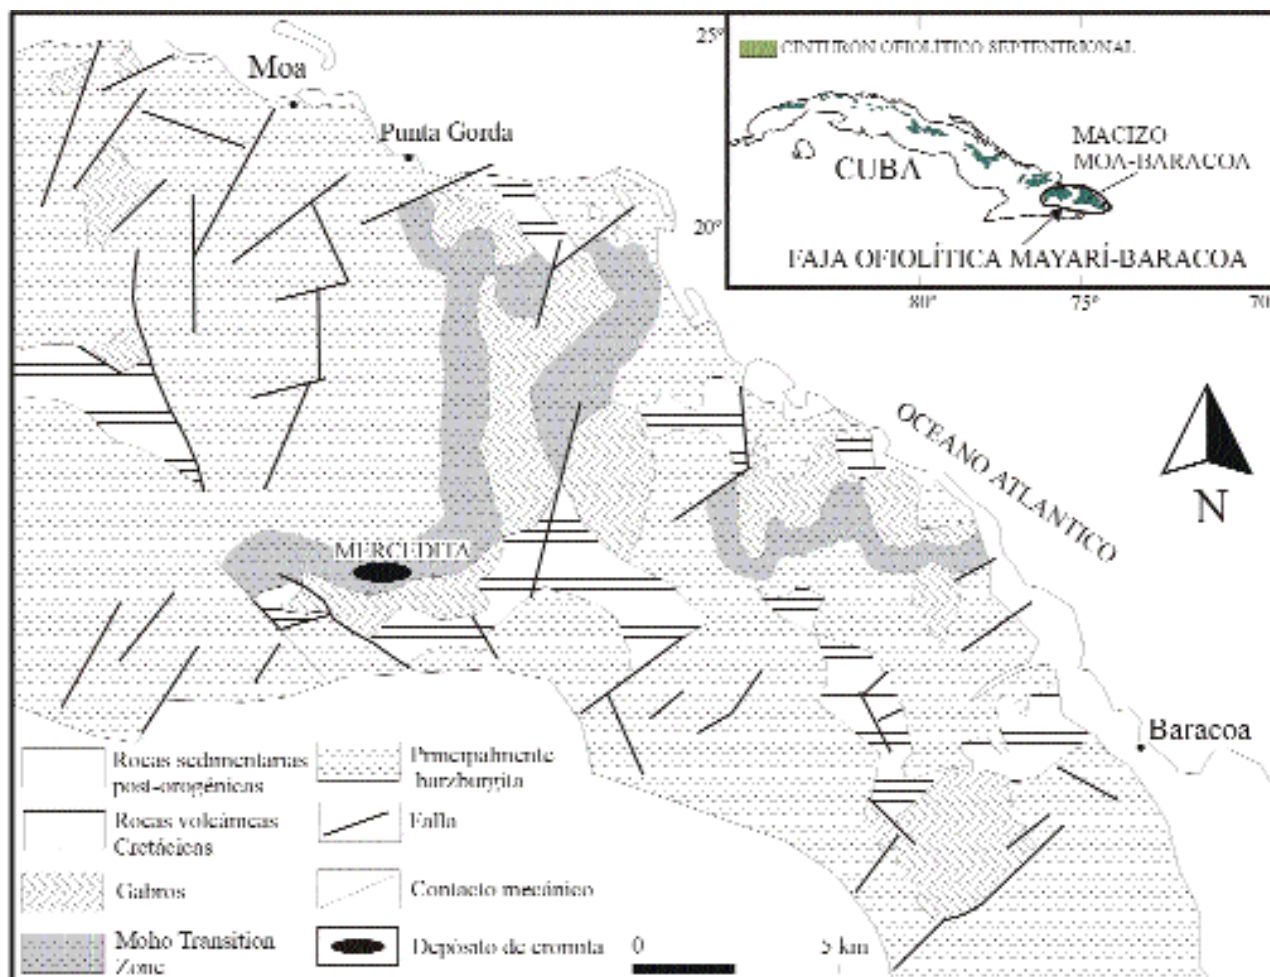 25°
CINTURON OFIOLÍTICO SEPTENTRIONAL
Moa
Punta Gorda
MACIZO
MOA-BARACOA
CUBA
20°
FAJA OFIOLÍTICA MAYARÍ-BARACOA
80°
75°
70°
OCEANO ATLANTICO
N
MERCEDITA
Baracoa
Rocas sedimentarias
post-orogénicas
Principalmente
harzburgita
Rocas volcánicas
Cretácicas
Falla
Gabros
Contacto mecánico
Moho Transition
Zone
Depósito de cromita
0
5 km